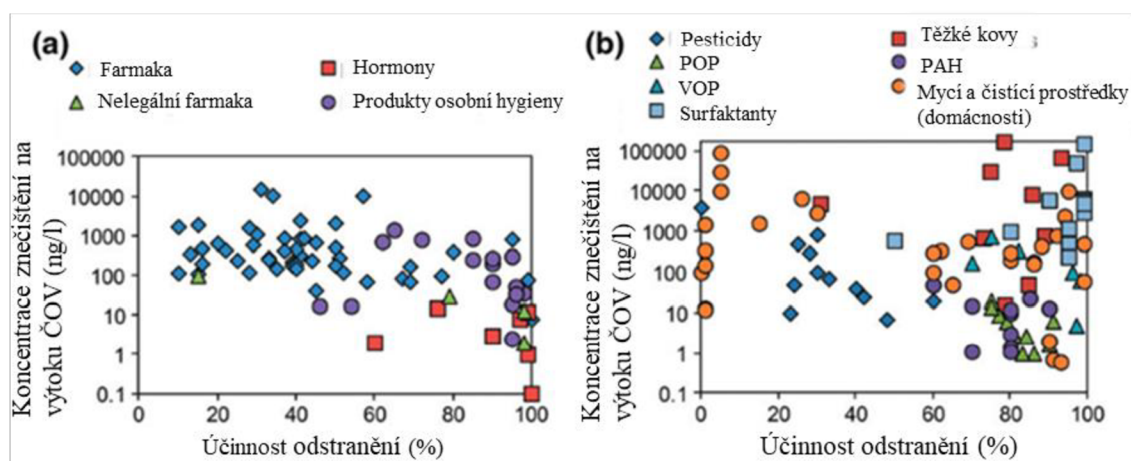 (a)
Farmaka
Hormony
Nelegální farmaka
Produkty osobní hygieny
Koncentrace znečištění na
výtoku ČOV (ng/l)
100000
10000
1000
100
10
1
0.1
0
20
40
60
80
100
Účinnost odstranění (%)
(b)
Pesticidy
POP
VOP
Surfaktanty
Těžké kovy
PAH
Mycí a čistící prostředky
(domácnosti)
Koncentrace znečištění na
výtoku ČOV (ng/l)
100000
10000
1000
100
10
1
0.1
0
20
40
60
80
100
Účinnost odstranění (%)